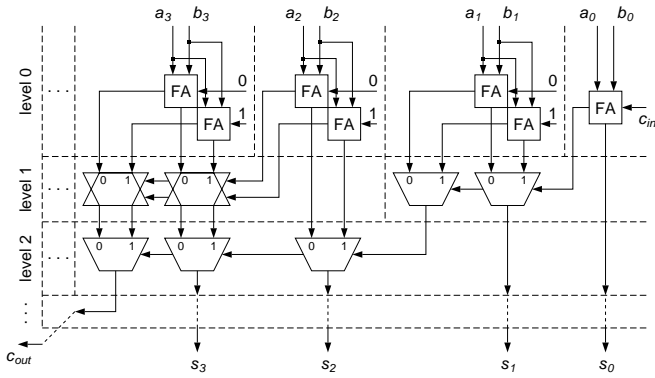 a3 b3 a2 b2 a1 b1 a0 b0
level 0
. . .
FA 0 FA 0 FA 0
FA 1 FA 1 FA 1 FA cin
level 1
. . .
0 1 0 1 0 1 0 1
level 2
. . .
0 1 0 1 0 1
. . .
cout s3 s2 s1 s0